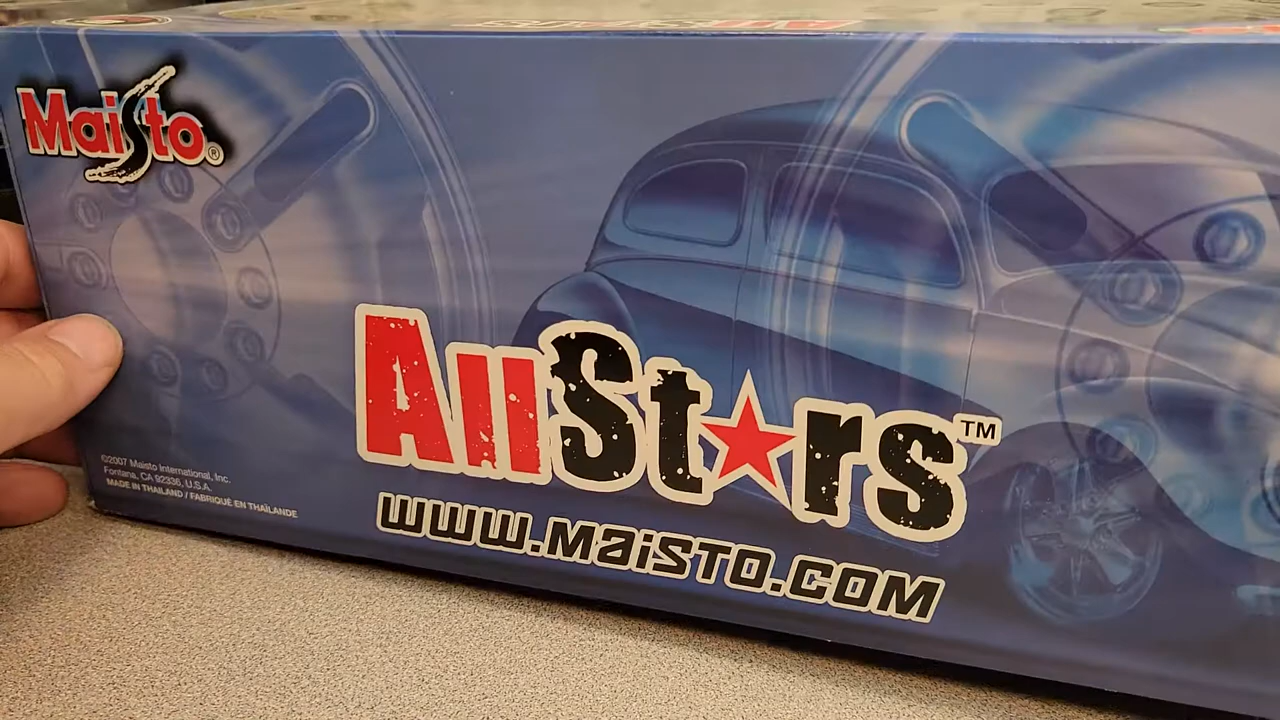 Maisto®
AllStars™
www.maisto.com
©2007 Maisto International, Inc.
Fontana, CA 92336, U.S.A.
MADE IN THAILAND / FABRIQUÉ EN THAÏLANDE